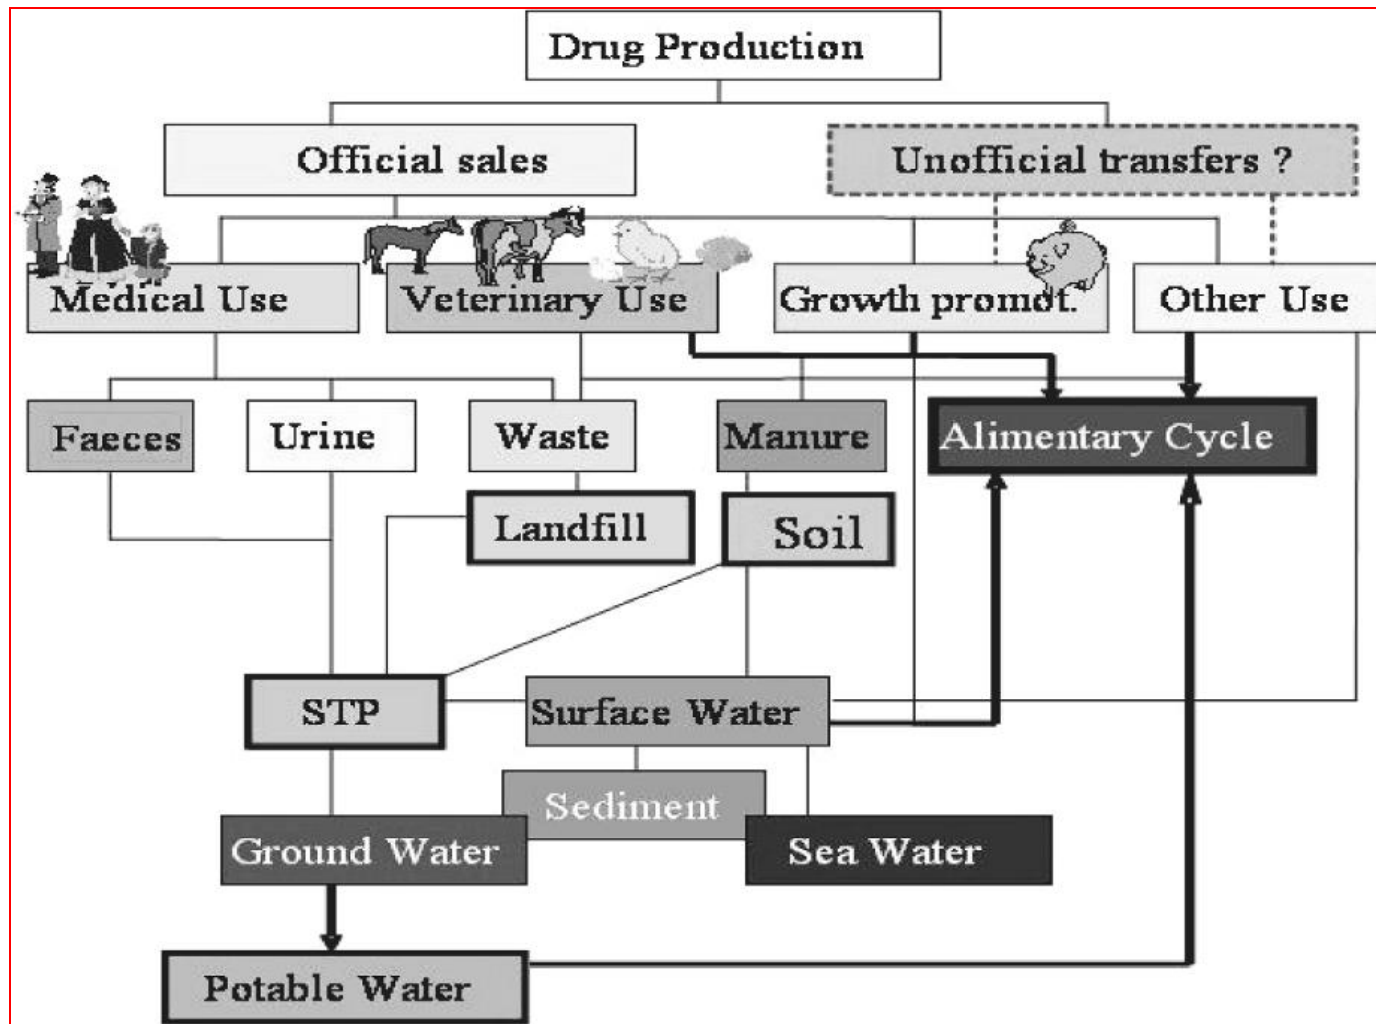 Drug Production
Official sales
Unofficial transfers ?
Medical Use
Veterinary Use
Growth promot.
Other Use
Faeces
Urine
Waste
Manure
Alimentary Cycle
Landfill
Soil
STP
Surface Water
Sediment
Ground Water
Sea Water
Potable Water